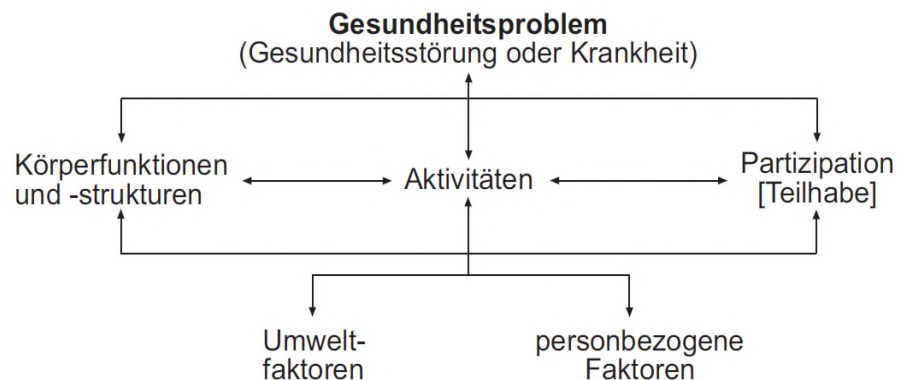 Gesundheitsproblem
(Gesundheitsstörung oder Krankheit)
Körperfunktionen
und -strukturen
Aktivitäten
Partizipation
[Teilhabe]
Umwelt-
faktoren
personbezogene
Faktoren